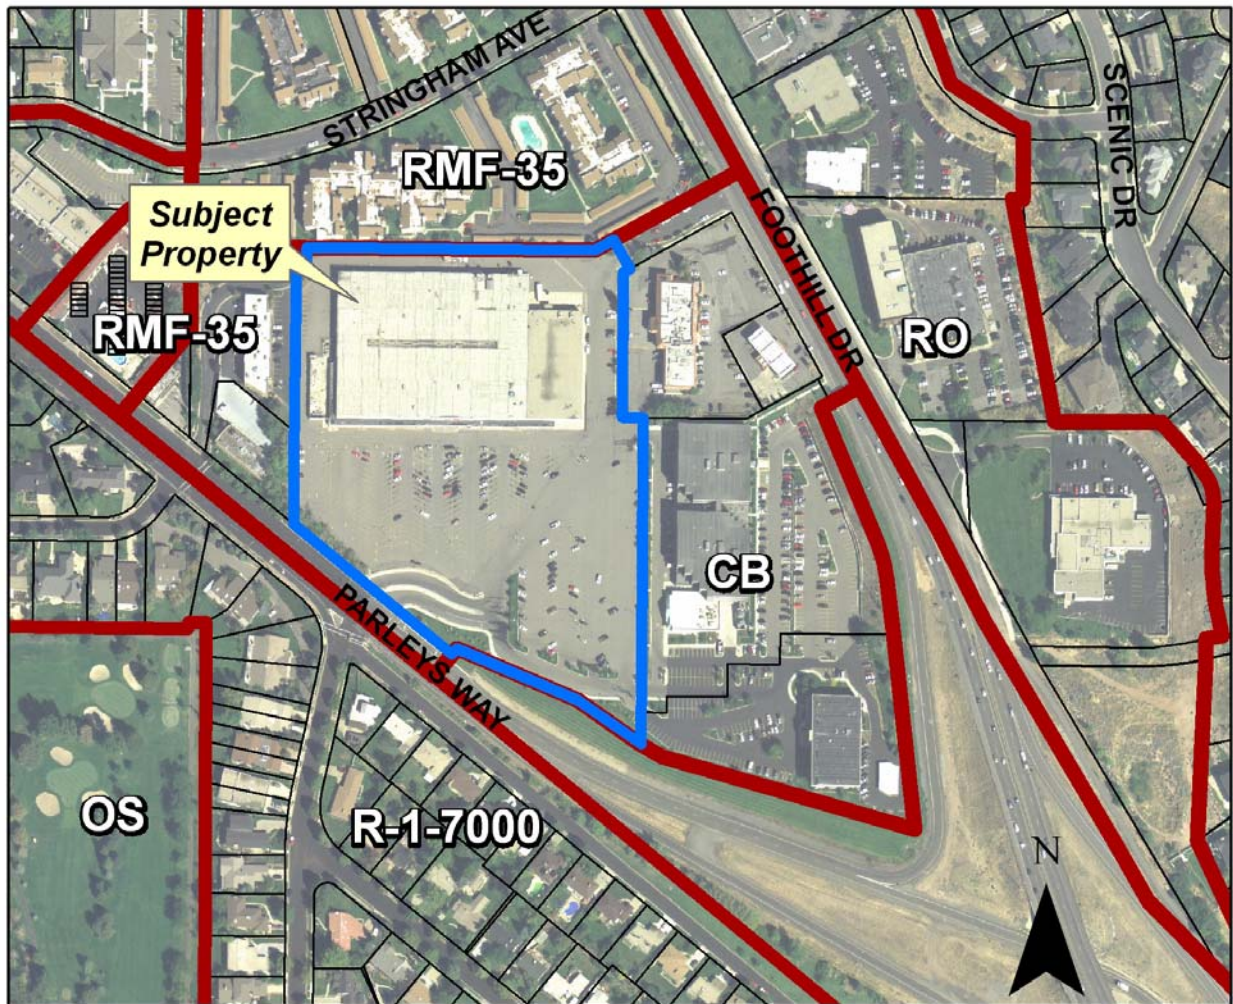 STRINGHAM AVE
SCENIC DR
RMF-35
Subject
Property
FOOTHILL DR
RMF-35
RO
CB
PARLEYS WAY
OS
R-1-7000
N